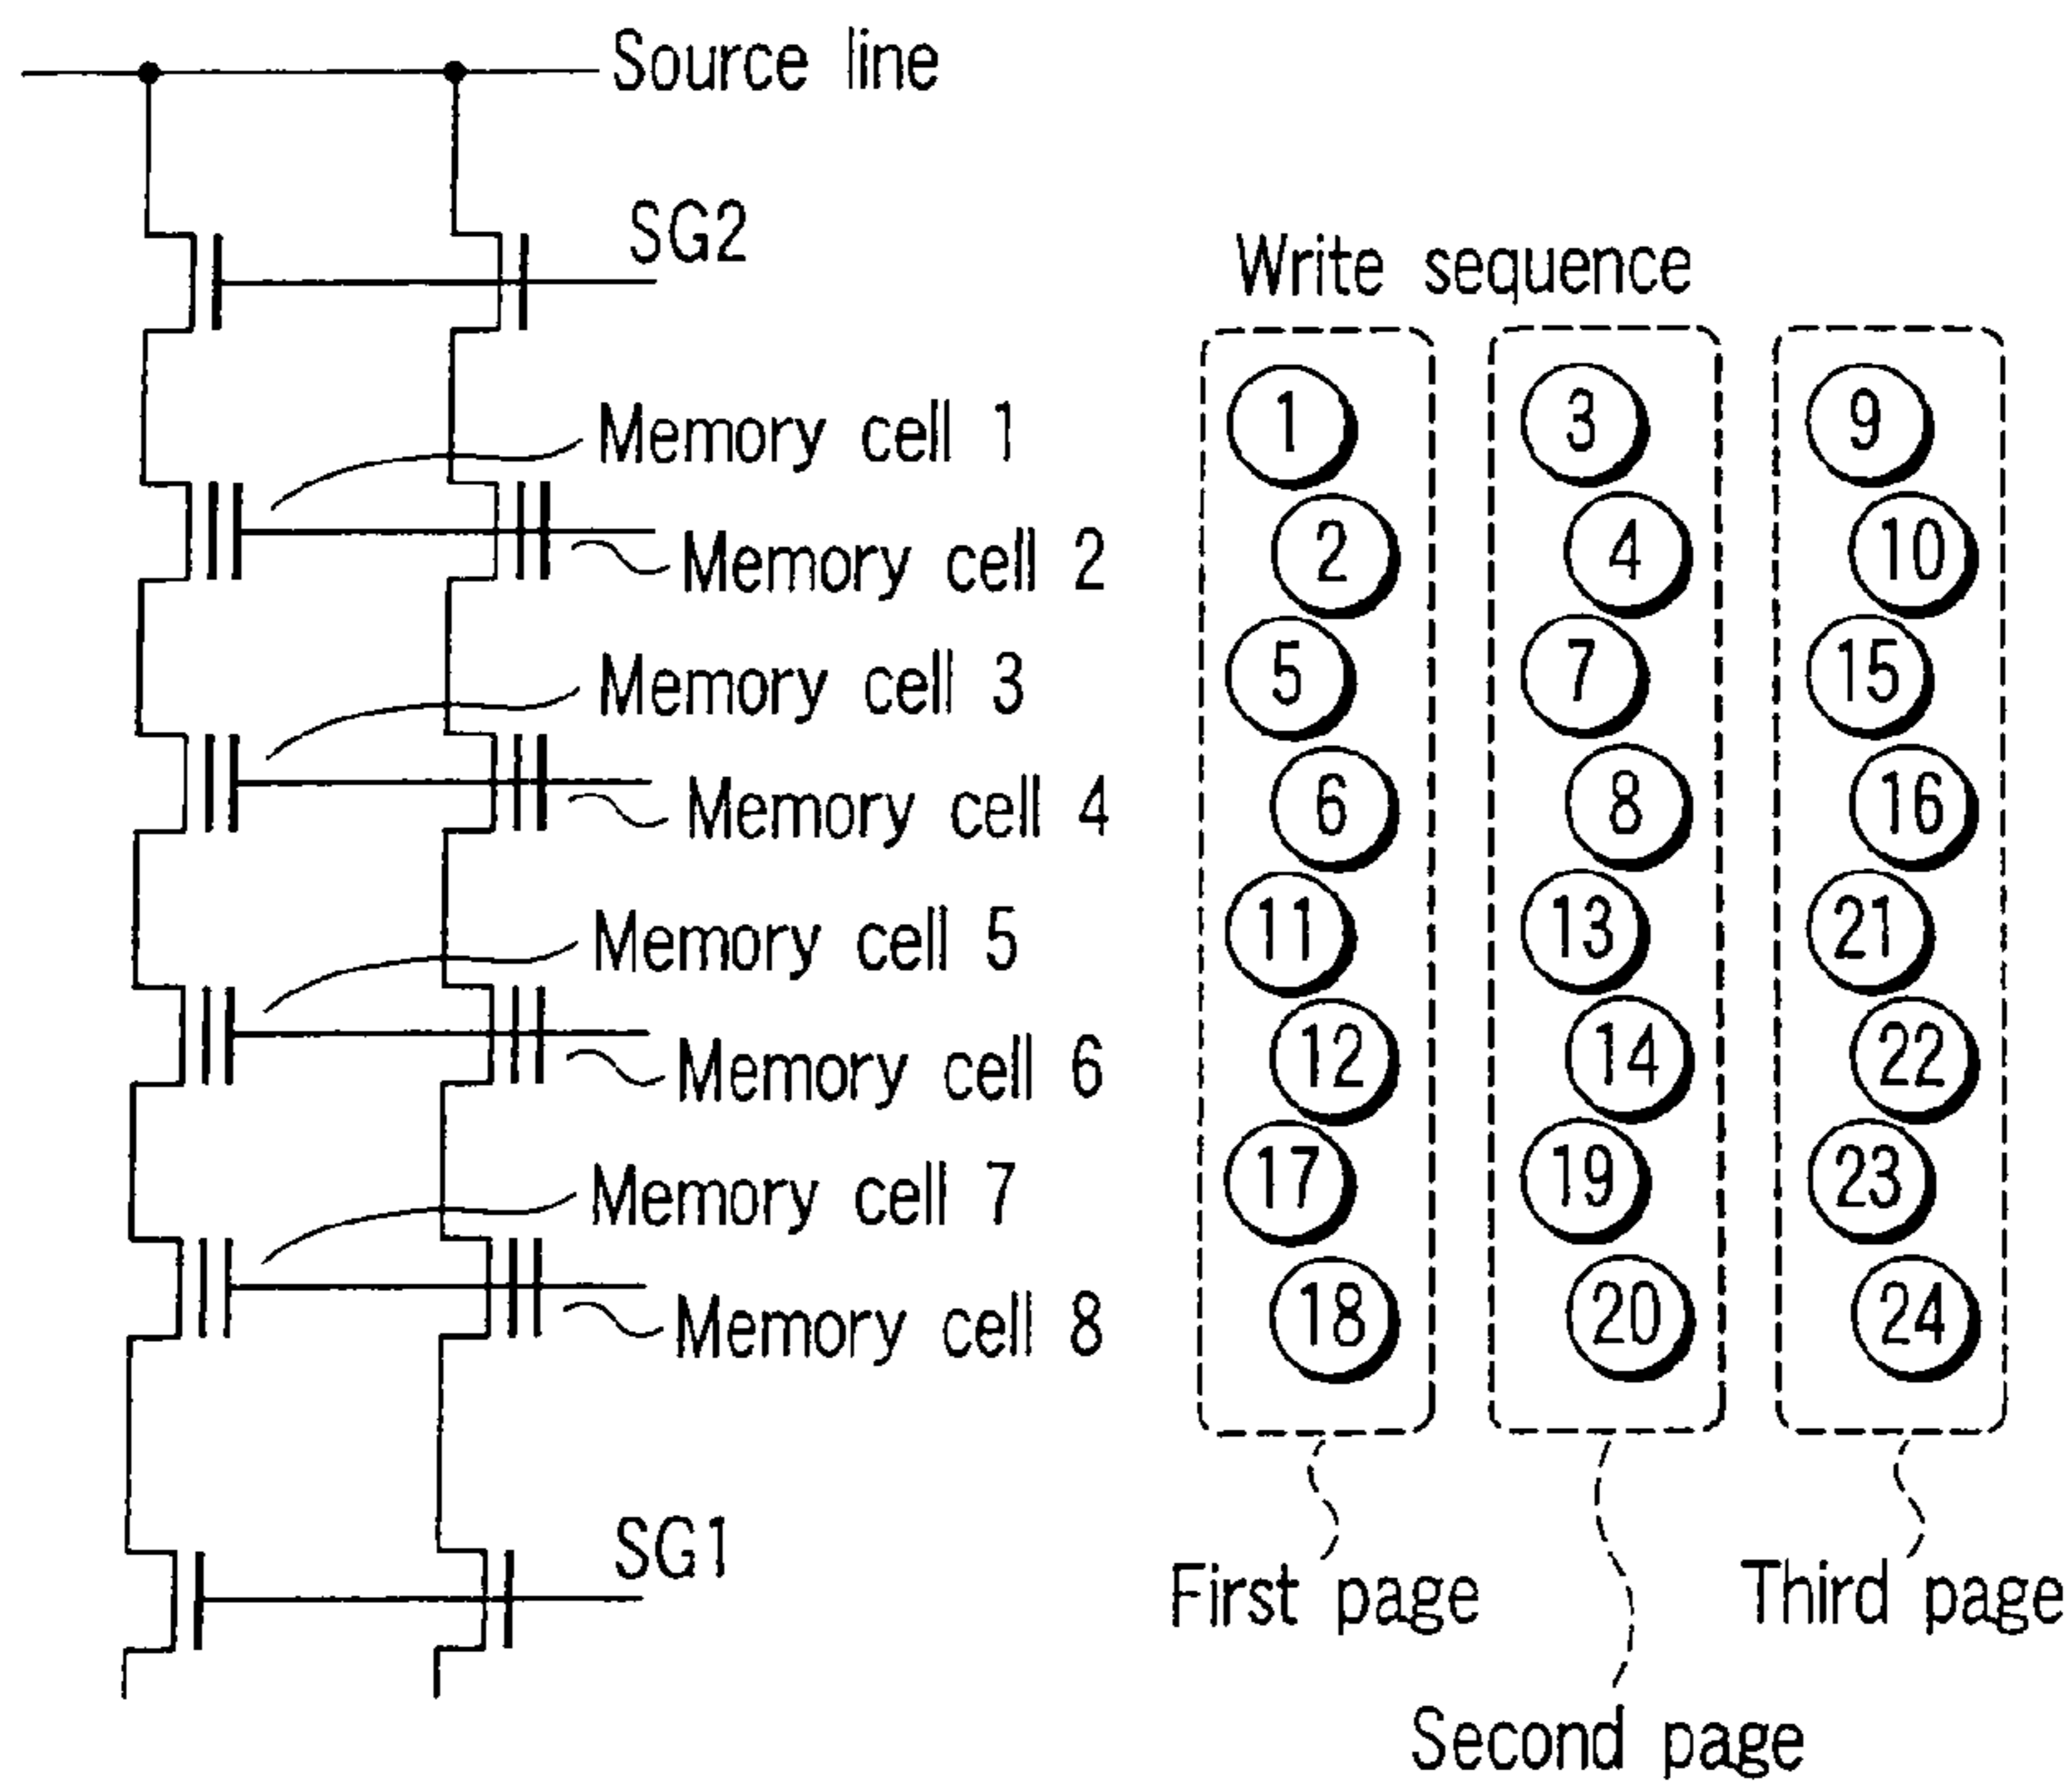 Source line
SG2
Memory cell 1
Memory cell 2
Memory cell 3
Memory cell 4
Memory cell 5
Memory cell 6
Memory cell 7
Memory cell 8
SG1
Write sequence
1 3 9
2 4 10
5 7 15
6 8 16
11 13 21
12 14 22
17 19 23
18 20 24
First page
Second page
Third page